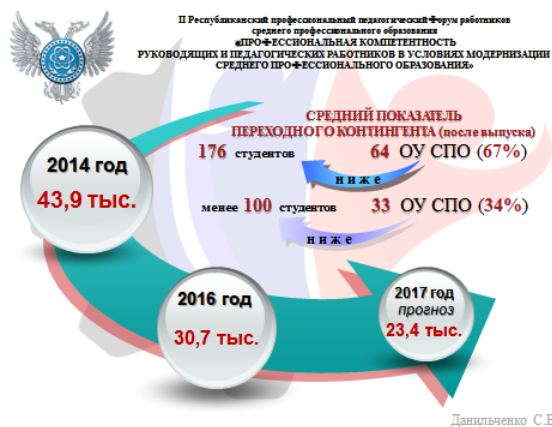 II Республиканский профессиональный педагогический Форум работников
среднего профессионального образования
«ПРОФЕССИОНАЛЬНАЯ КОМПЕТЕНТНОСТЬ
РУКОВОДЯЩИХ И ПЕДАГОГИЧЕСКИХ РАБОТНИКОВ В УСЛОВИЯХ МОДЕРНИЗАЦИИ
СРЕДНЕГО ПРОФЕССИОНАЛЬНОГО ОБРАЗОВАНИЯ»
СРЕДНИЙ ПОКАЗАТЕЛЬ
ПЕРЕХОДНОГО КОНТИНГЕНТА (после выпуска)
176 студентов 64 ОУ СПО (67%)
ниже
менее 100 студентов 33 ОУ СПО (34%)
ниже
2014 год
43,9 тыс.
2016 год
30,7 тыс.
2017 год
прогноз
23,4 тыс.
Данильченко С.В